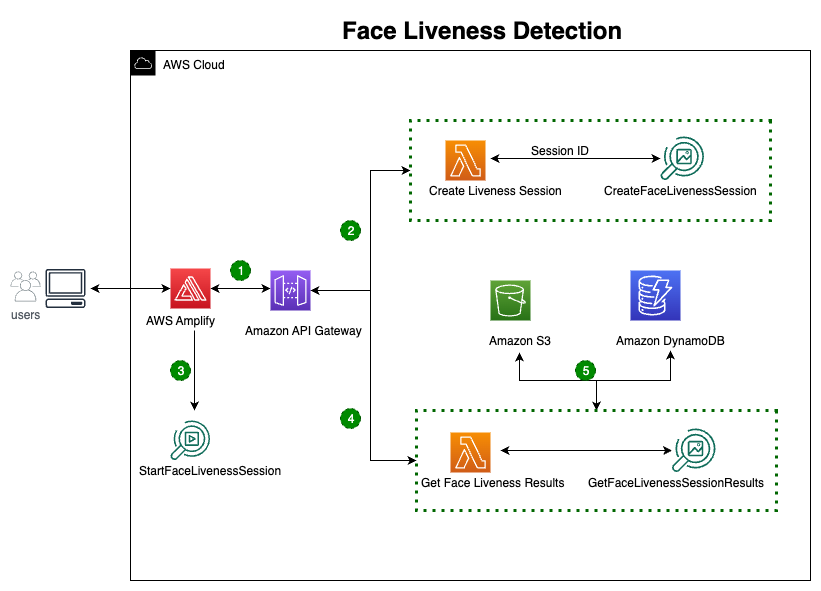 Face Liveness Detection
AWS Cloud
Session ID
Create Liveness Session
CreateFaceLivenessSession
2
1
users
AWS Amplify
Amazon API Gateway
Amazon S3
Amazon DynamoDB
3
5
4
StartFaceLivenessSession
Get Face Liveness Results
GetFaceLivenessSessionResults